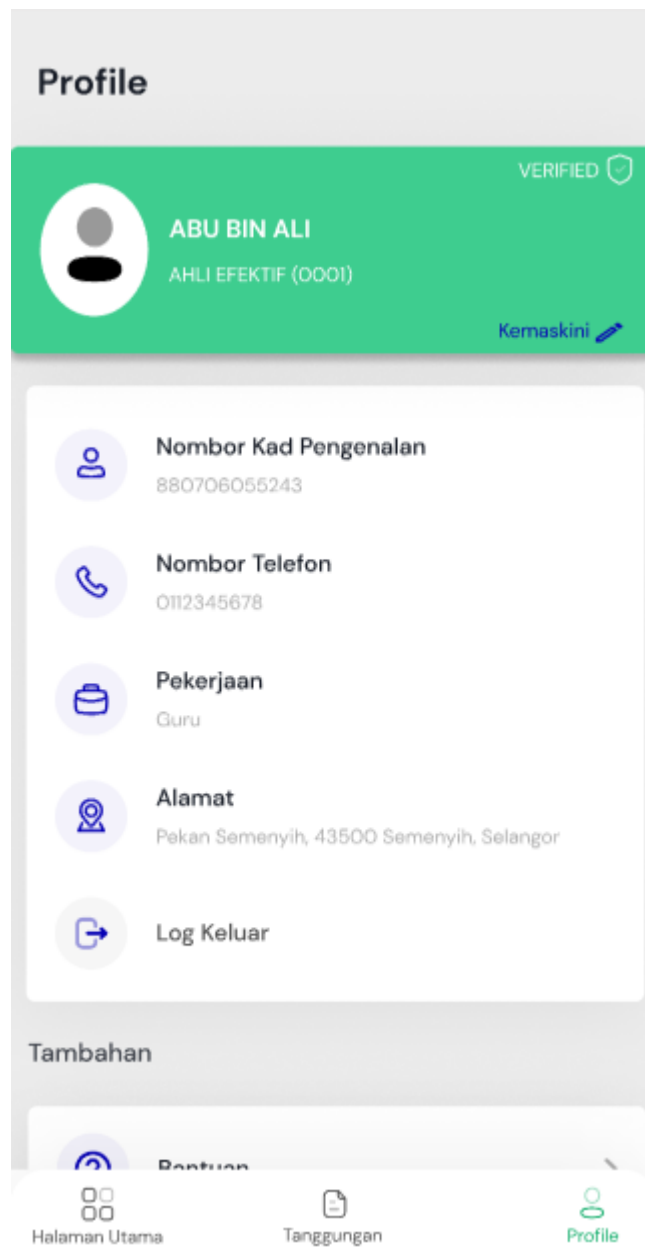 Profile
VERIFIED
ABU BIN ALI
AHLI EFEKTIF (0001)
Kemaskini
Nombor Kad Pengenalan
880706055243
Nombor Telefon
0112345678
Pekerjaan
Guru
Alamat
Pekan Semenyih, 43500 Semenyih, Selangor
Log Keluar
Tambahan
Bantuan
Halaman Utama
Tanggungan
Profile